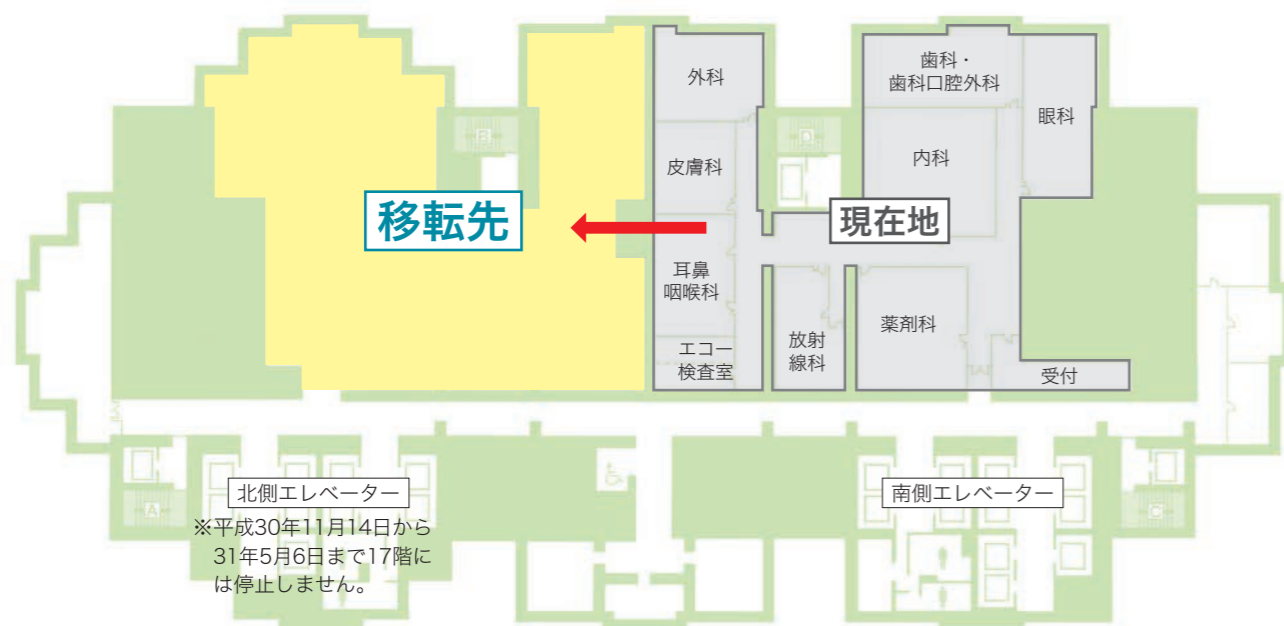 外科
歯科・
歯科口腔外科
眼科
皮膚科
内科
移転先
現在地
耳鼻
咽喉科
薬剤科
放射
線科
エコー
検査室
受付
B
D
北側エレベーター
※平成30年11月14日から
31年5月6日まで17階に
は停止しません。
南側エレベーター
A
C